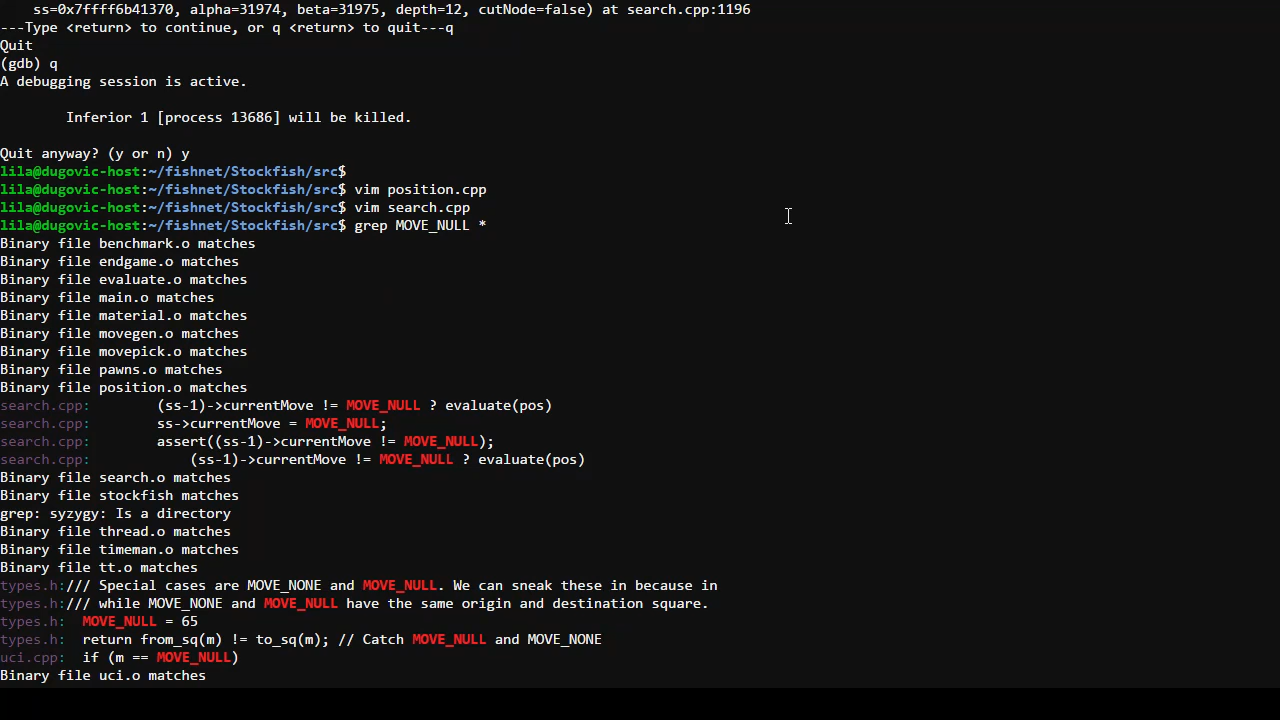 ss=0x7ffff6b41370, alpha=31974, beta=31975, depth=12, cutNode=false) at search.cpp:1196
---Type <return> to continue, or q <return> to quit---q
Quit
(gdb) q
A debugging session is active.
        Inferior 1 [process 13686] will be killed.
Quit anyway? (y or n) y
lila@dugovic-host:~/fishnet/Stockfish/src$
lila@dugovic-host:~/fishnet/Stockfish/src$ vim position.cpp
lila@dugovic-host:~/fishnet/Stockfish/src$ vim search.cpp
lila@dugovic-host:~/fishnet/Stockfish/src$ grep MOVE_NULL *
Binary file benchmark.o matches
Binary file endgame.o matches
Binary file evaluate.o matches
Binary file main.o matches
Binary file material.o matches
Binary file movegen.o matches
Binary file movepick.o matches
Binary file pawns.o matches
Binary file position.o matches
search.cpp:        (ss-1)->currentMove != MOVE_NULL ? evaluate(pos)
search.cpp:        ss->currentMove = MOVE_NULL;
search.cpp:        assert((ss-1)->currentMove != MOVE_NULL);
search.cpp:            (ss-1)->currentMove != MOVE_NULL ? evaluate(pos)
Binary file search.o matches
Binary file stockfish matches
grep: syzygy: Is a directory
Binary file thread.o matches
Binary file timeman.o matches
Binary file tt.o matches
types.h:/// Special cases are MOVE_NONE and MOVE_NULL. We can sneak these in because in
types.h:/// while MOVE_NONE and MOVE_NULL have the same origin and destination square.
types.h:  MOVE_NULL = 65
types.h:  return from_sq(m) != to_sq(m); // Catch MOVE_NULL and MOVE_NONE
uci.cpp:  if (m == MOVE_NULL)
Binary file uci.o matches